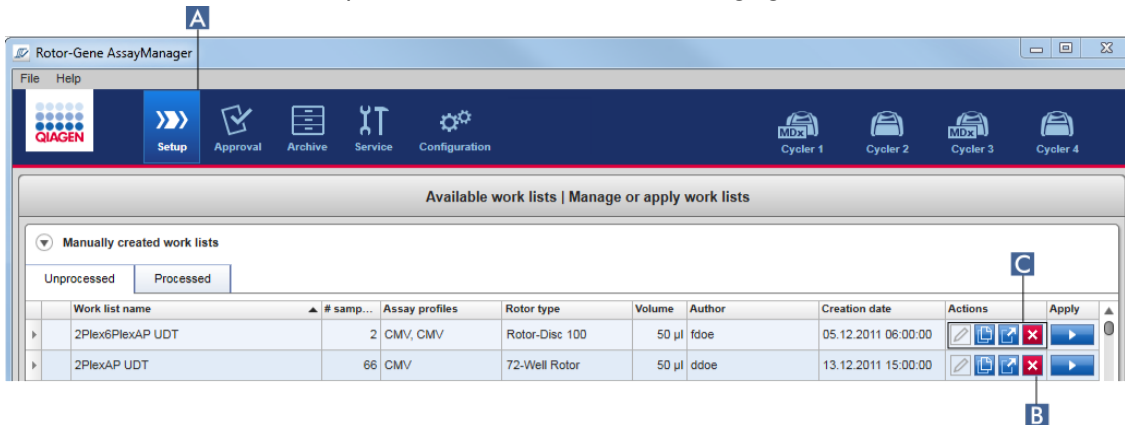 A
Rotor-Gene AssayManager
File Help
QIAGEN
Setup Approval Archive Service Configuration
MDx Cycler 1 Cycler 2 MDx Cycler 3 Cycler 4
Available work lists | Manage or apply work lists
Manually created work lists
Unprocessed Processed
C
Work list name # samp... Assay profiles Rotor type Volume Author Creation date Actions Apply
2Plex6PlexAP UDT 2 CMV, CMV Rotor-Disc 100 50 µl fdoe 05.12.2011 06:00:00
2PlexAP UDT 66 CMV 72-Well Rotor 50 µl ddoe 13.12.2011 15:00:00
B